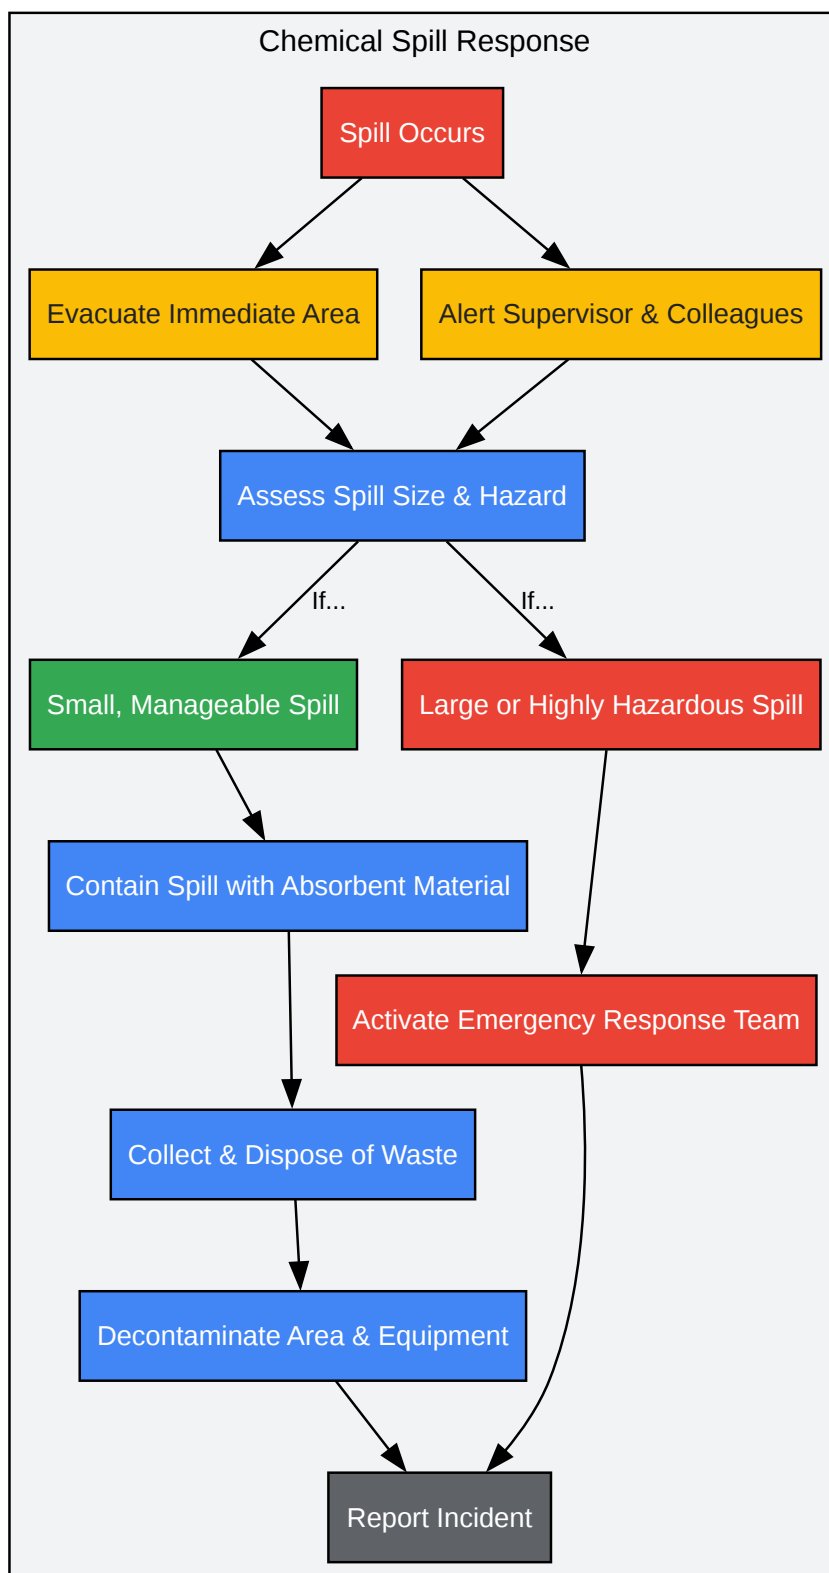 Chemical Spill Response
Spill Occurs
Evacuate Immediate Area
Alert Supervisor & Colleagues
Assess Spill Size & Hazard
If...
If...
Small, Manageable Spill
Large or Highly Hazardous Spill
Contain Spill with Absorbent Material
Activate Emergency Response Team
Collect & Dispose of Waste
Decontaminate Area & Equipment
Report Incident